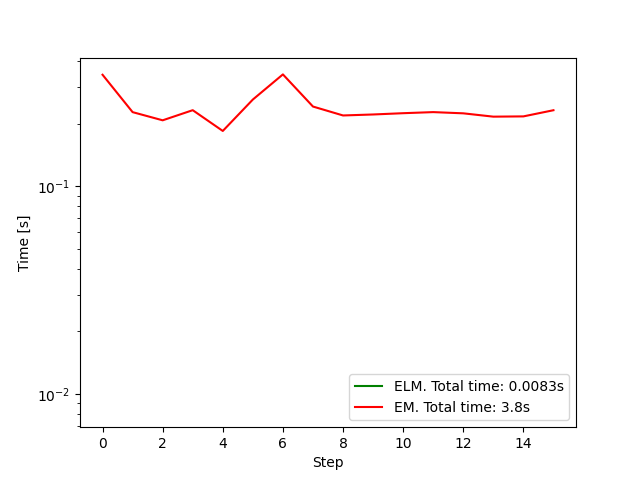 Time [s]
10⁻¹
10⁻²
0 2 4 6 8 10 12 14
Step
ELM. Total time: 0.0083s
EM. Total time: 3.8s